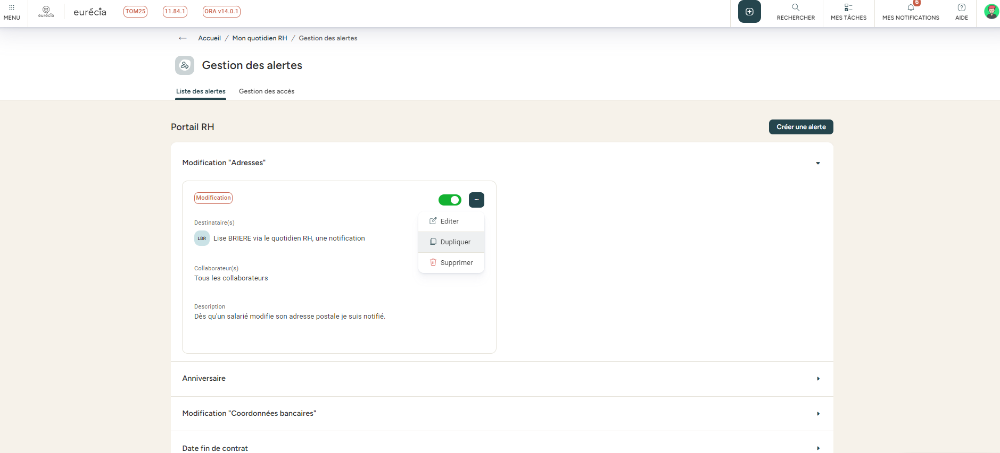 MENU
eurécia
eurécia
TOM25
11.84.1
ORA v14.0.1
RECHERCHER
MES TÂCHES
6
MES NOTIFICATIONS
AIDE
Accueil / Mon quotidien RH / Gestion des alertes
Gestion des alertes
Liste des alertes
Gestion des accès
Portail RH
Créer une alerte
Modification "Adresses"
Modification
Editer
Destinataire(s)
LBR
Lise BRIERE via le quotidien RH, une notification
Dupliquer
Supprimer
Collaborateur(s)
Tous les collaborateurs
Description
Dès qu'un salarié modifie son adresse postale je suis notifié.
Anniversaire
Modification "Coordonnées bancaires"
Date fin de contrat